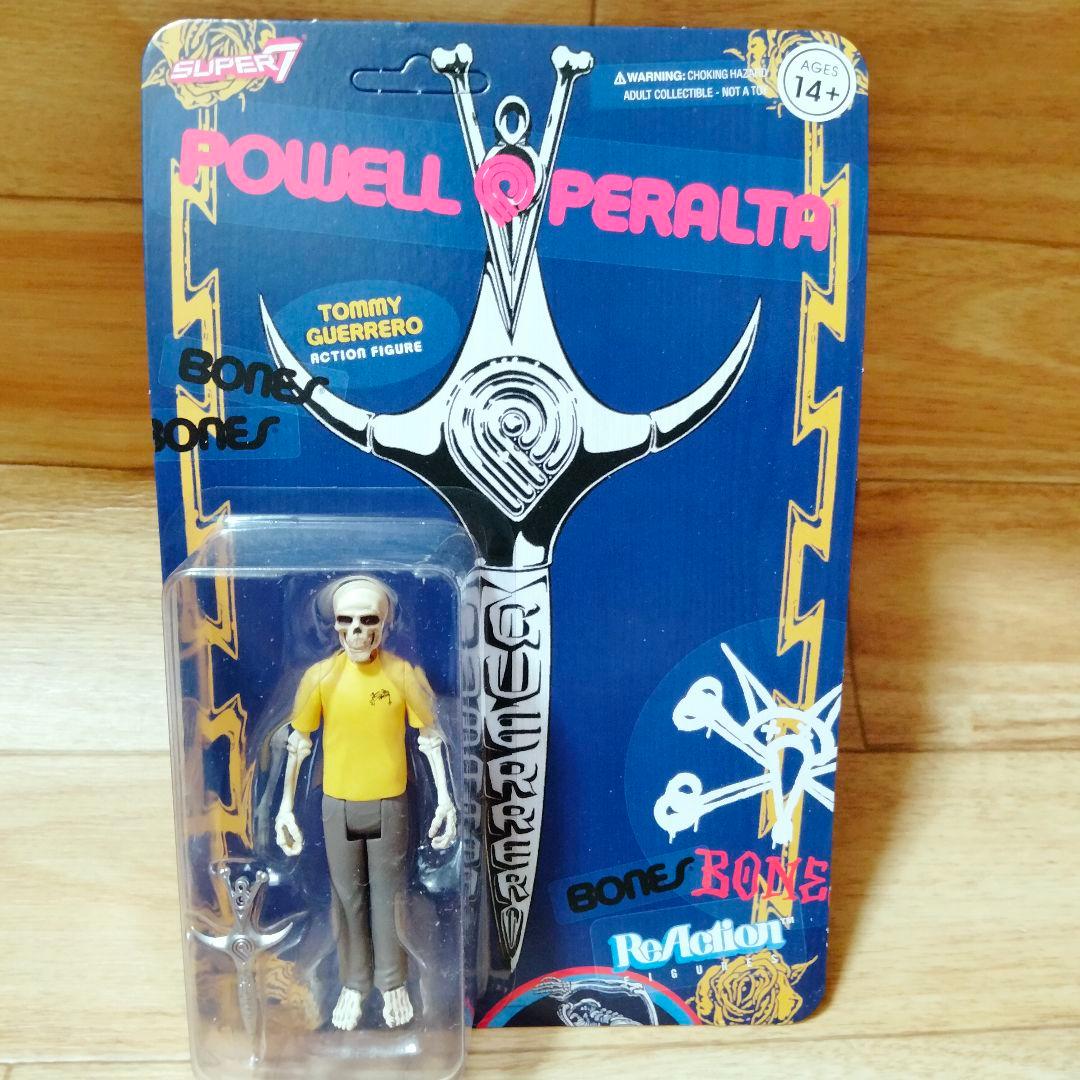 SUPER7
⚠WARNING: CHOKING HAZARD
ADULT COLLECTIBLE - NOT A TOY
AGES
14+
POWELL P PERALTA
TOMMY
GUERRERO
ACTION FIGURE
BONES
BONES
GUERRERO
BONES BONE
ReAction™
FIGURES